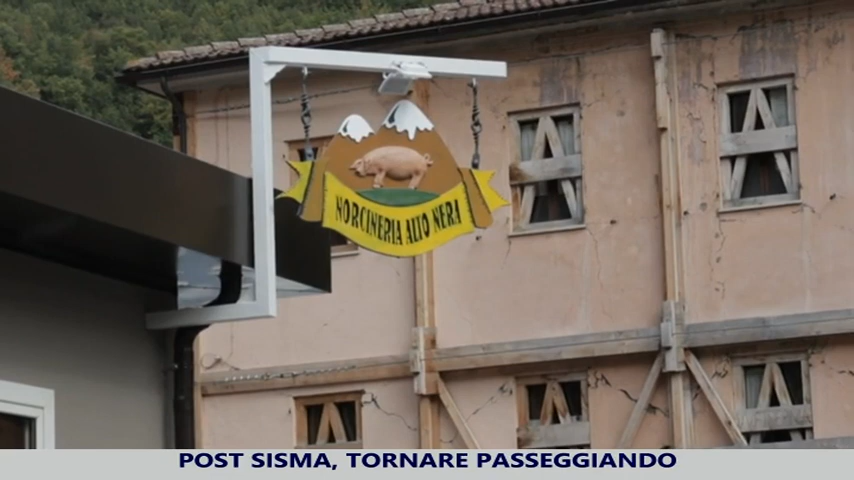 NORCINERIA ALTO NERA
POST SISMA, TORNARE PASSEGGIANDO